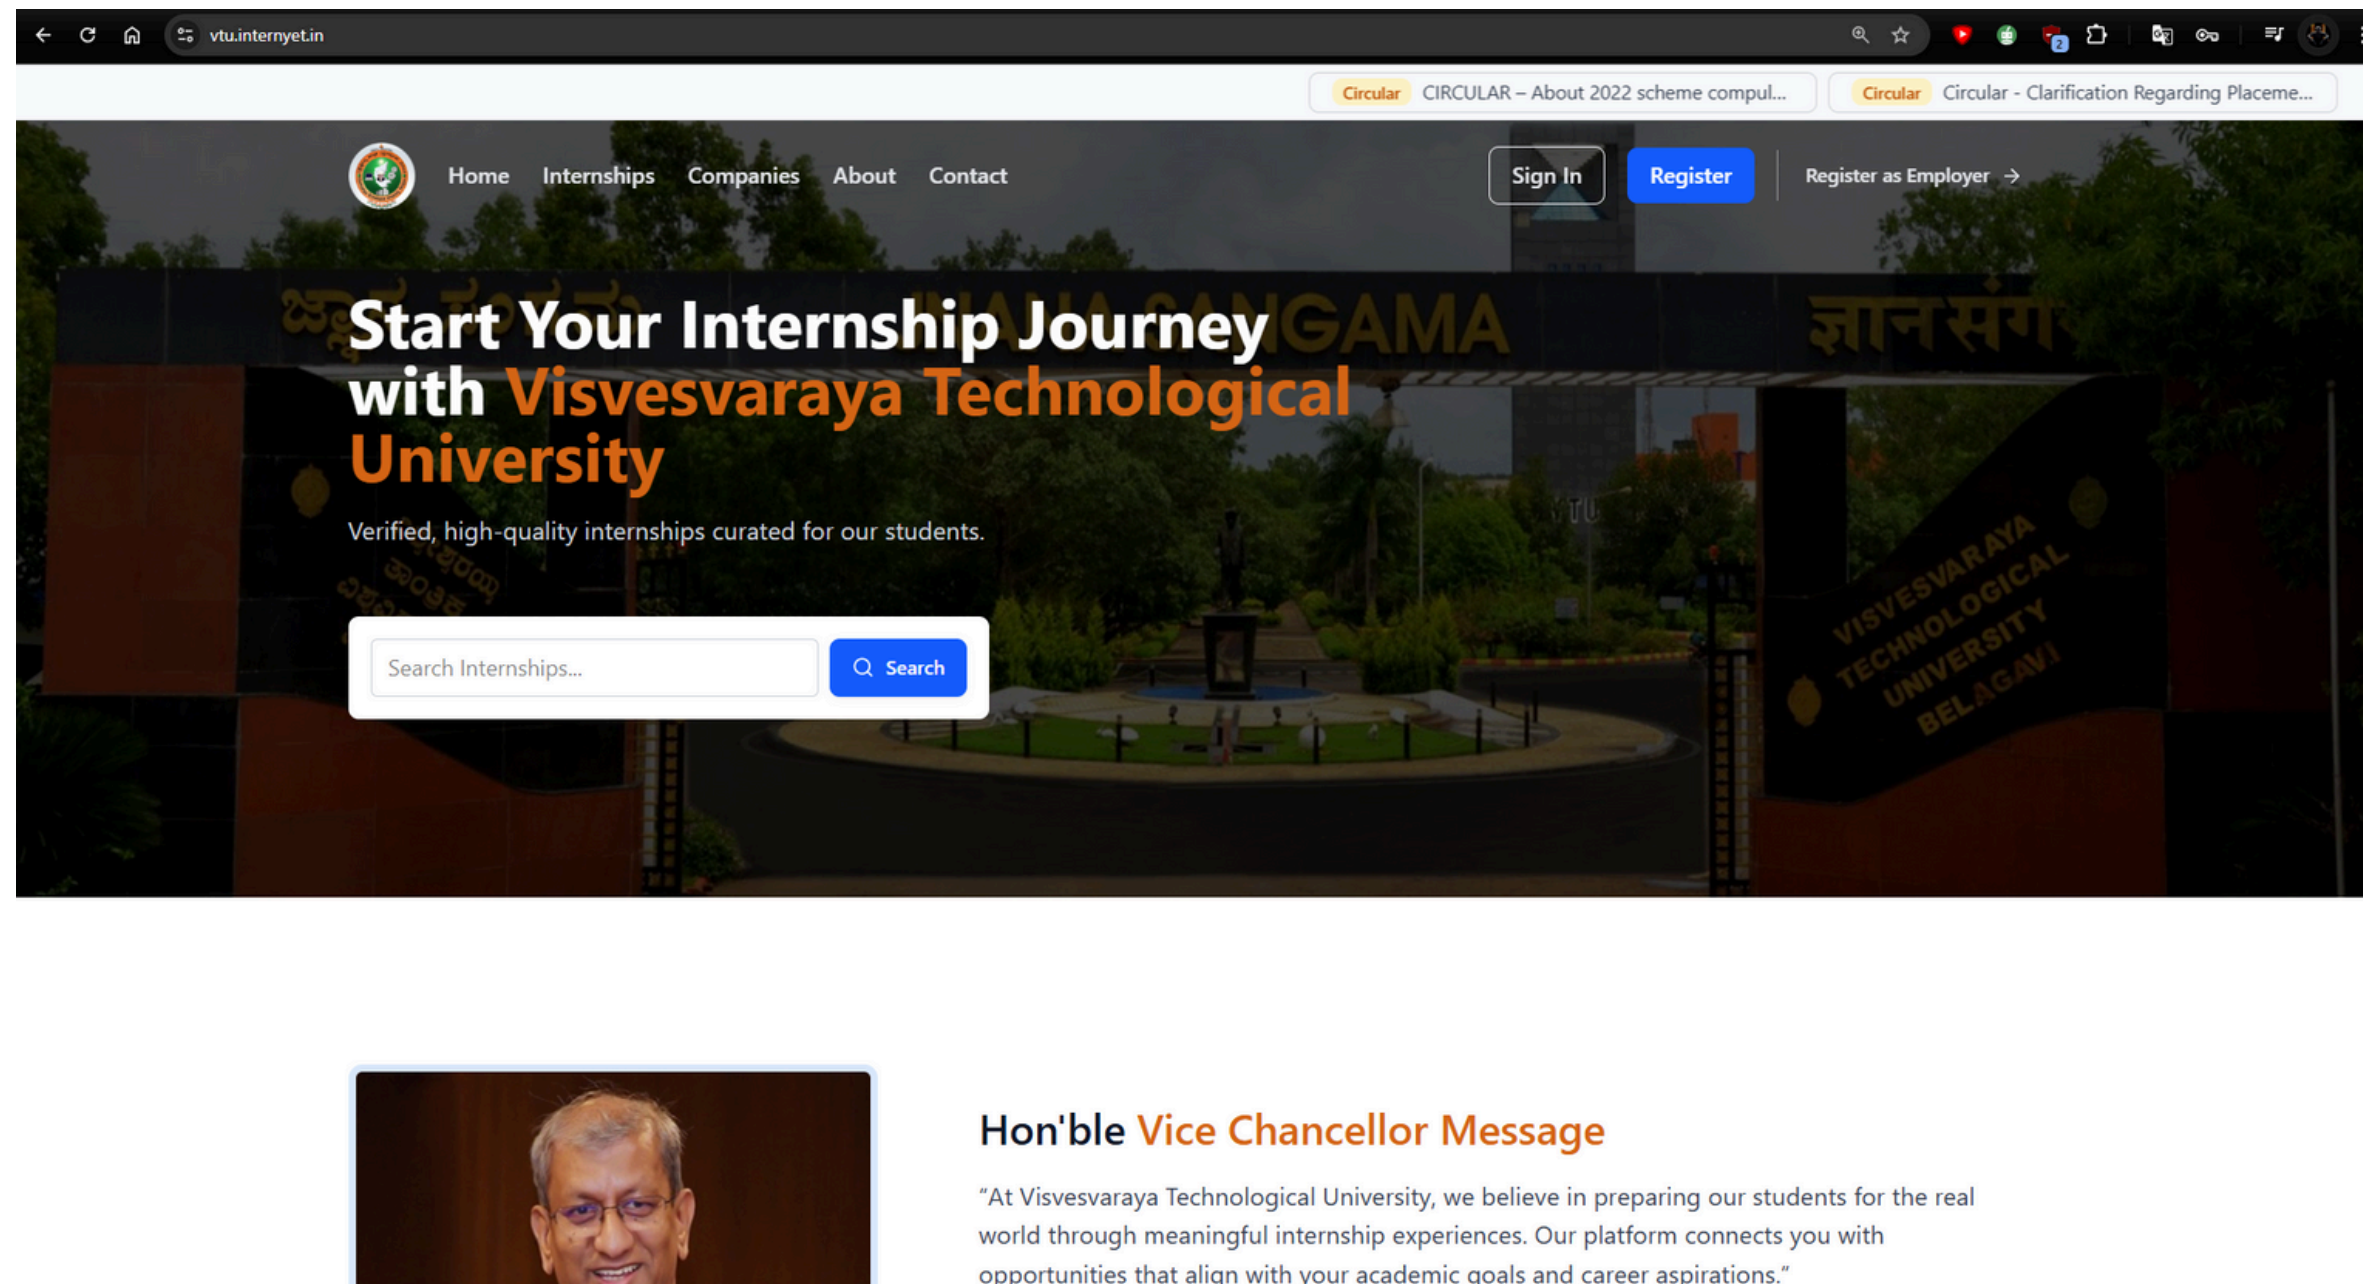 vtu.internyet.in
2
Circular CIRCULAR – About 2022 scheme compul...
Circular Circular - Clarification Regarding Placeme...
Home Internships Companies About Contact
Sign In Register Register as Employer →
JNANA SANGAMA
Start Your Internship Journey
with Visvesvaraya Technological
University
Verified, high-quality internships curated for our students.
VTU
VISVESVARAYA
TECHNOLOGICAL
UNIVERSITY
BELAGAVI
Search Internships...
Search
Hon'ble Vice Chancellor Message
“At Visvesvaraya Technological University, we believe in preparing our students for the real
world through meaningful internship experiences. Our platform connects you with
opportunities that align with your academic goals and career aspirations.”